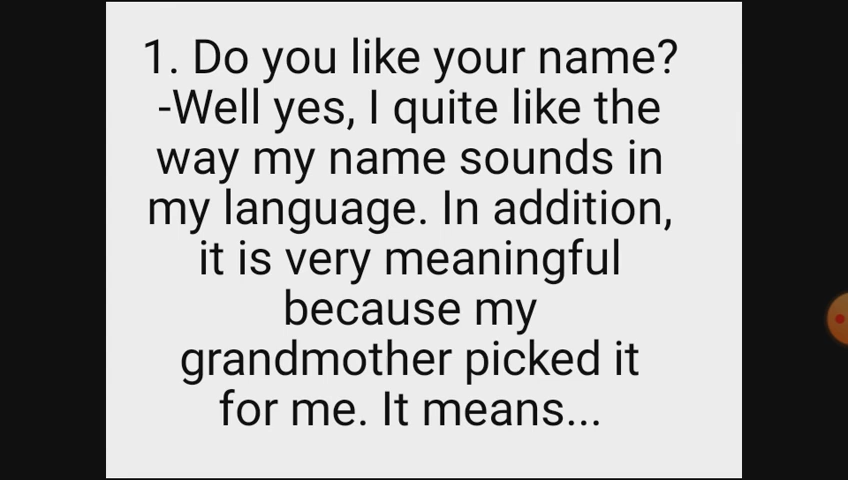 1. Do you like your name?
-Well yes, I quite like the
way my name sounds in
my language. In addition,
it is very meaningful
because my
grandmother picked it
for me. It means...